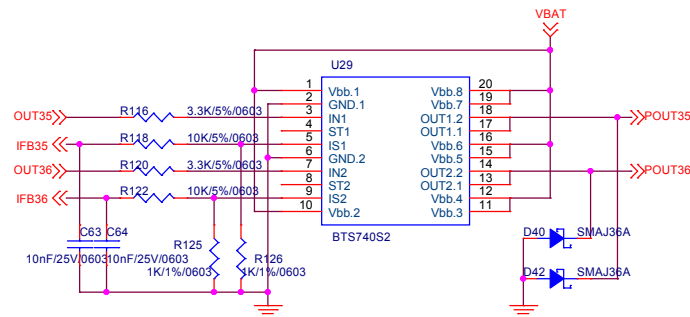 VBAT
U29
1 Vbb.1 Vbb.8 20
2 GND.1 Vbb.7 19
OUT35 R116 3.3K/5%/0603 3 IN1 OUT1.2 18 POUT35
4 ST1 OUT1.1 17
IFB35 R118 10K/5%/0603 5 IS1 Vbb.6 16
6 GND.2 Vbb.5 15
OUT36 R120 3.3K/5%/0603 7 IN2 OUT2.2 14 POUT36
8 ST2 OUT2.1 13
IFB36 R122 10K/5%/0603 9 IS2 Vbb.4 12
10 Vbb.2 Vbb.3 11
BTS740S2
C63 C64 D40 SMAJ36A
10nF/25V/0603 10nF/25V/0603 R125 R126
1K/1%/0603 1K/1%/0603 D42 SMAJ36A